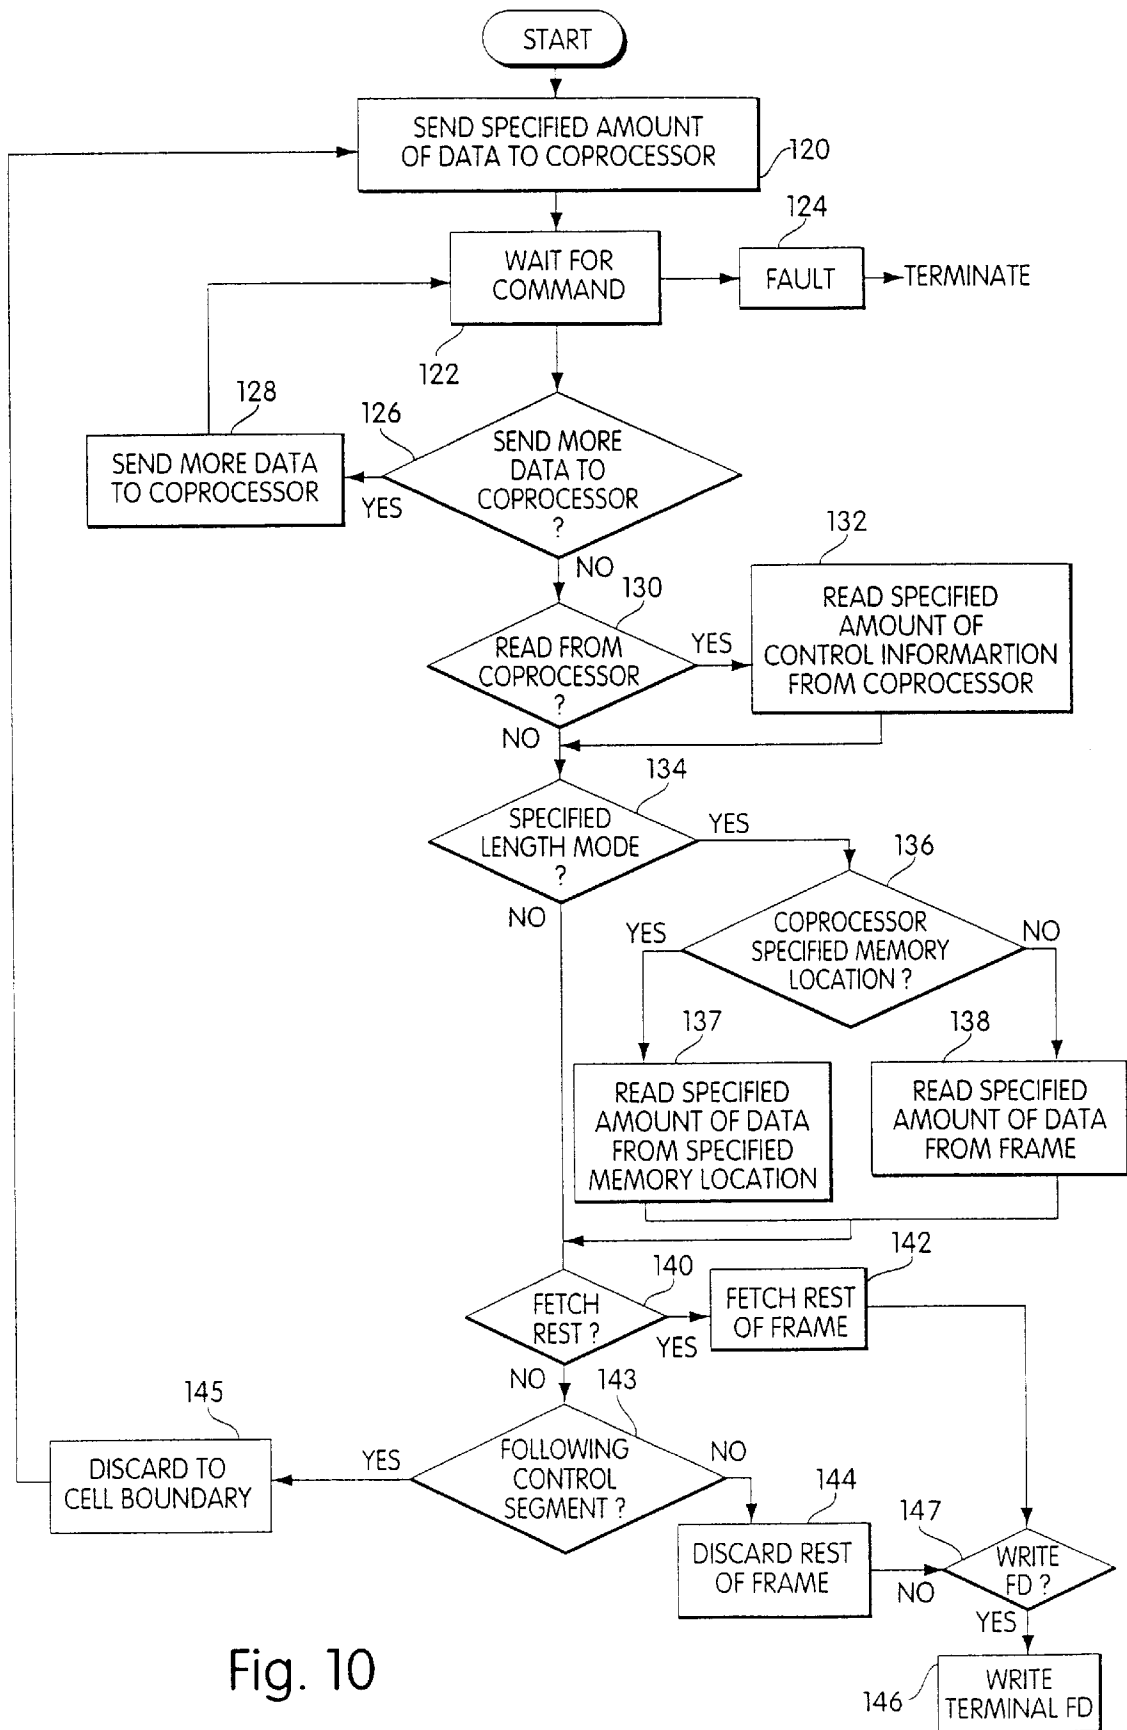 START
SEND SPECIFIED AMOUNT
OF DATA TO COPROCESSOR
120
WAIT FOR
COMMAND
122
124
FAULT
TERMINATE
128
SEND MORE DATA
TO COPROCESSOR
126
SEND MORE
DATA TO
COPROCESSOR
?
YES
NO
130
READ FROM
COPROCESSOR
?
YES
NO
132
READ SPECIFIED
AMOUNT OF
CONTROL INFORMARTION
FROM COPROCESSOR
134
SPECIFIED
LENGTH MODE
?
YES
NO
136
COPROCESSOR
SPECIFIED MEMORY
LOCATION ?
YES
NO
137
READ SPECIFIED
AMOUNT OF DATA
FROM SPECIFIED
MEMORY LOCATION
138
READ SPECIFIED
AMOUNT OF DATA
FROM FRAME
140
FETCH
REST ?
YES
NO
142
FETCH REST
OF FRAME
143
FOLLOWING
CONTROL
SEGMENT ?
YES
NO
145
DISCARD TO
CELL BOUNDARY
144
DISCARD REST
OF FRAME
147
WRITE
FD ?
NO
YES
146
WRITE
TERMINAL FD
Fig. 10